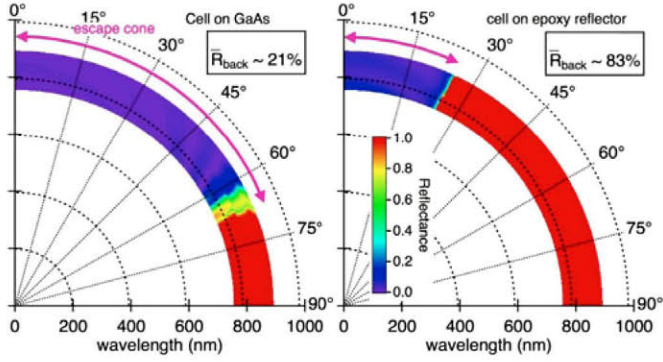 Cell on GaAs
0°
15°
30°
45°
60°
75°
90°
escape cone
R̅back ~ 21%
0 200 400 600 800 1000
wavelength (nm)
cell on epoxy reflector
0°
15°
30°
45°
60°
75°
90°
R̅back ~ 83%
1.0
0.8
0.6
0.4
0.2
0.0
Reflectance
0 200 400 600 800 1000
wavelength (nm)